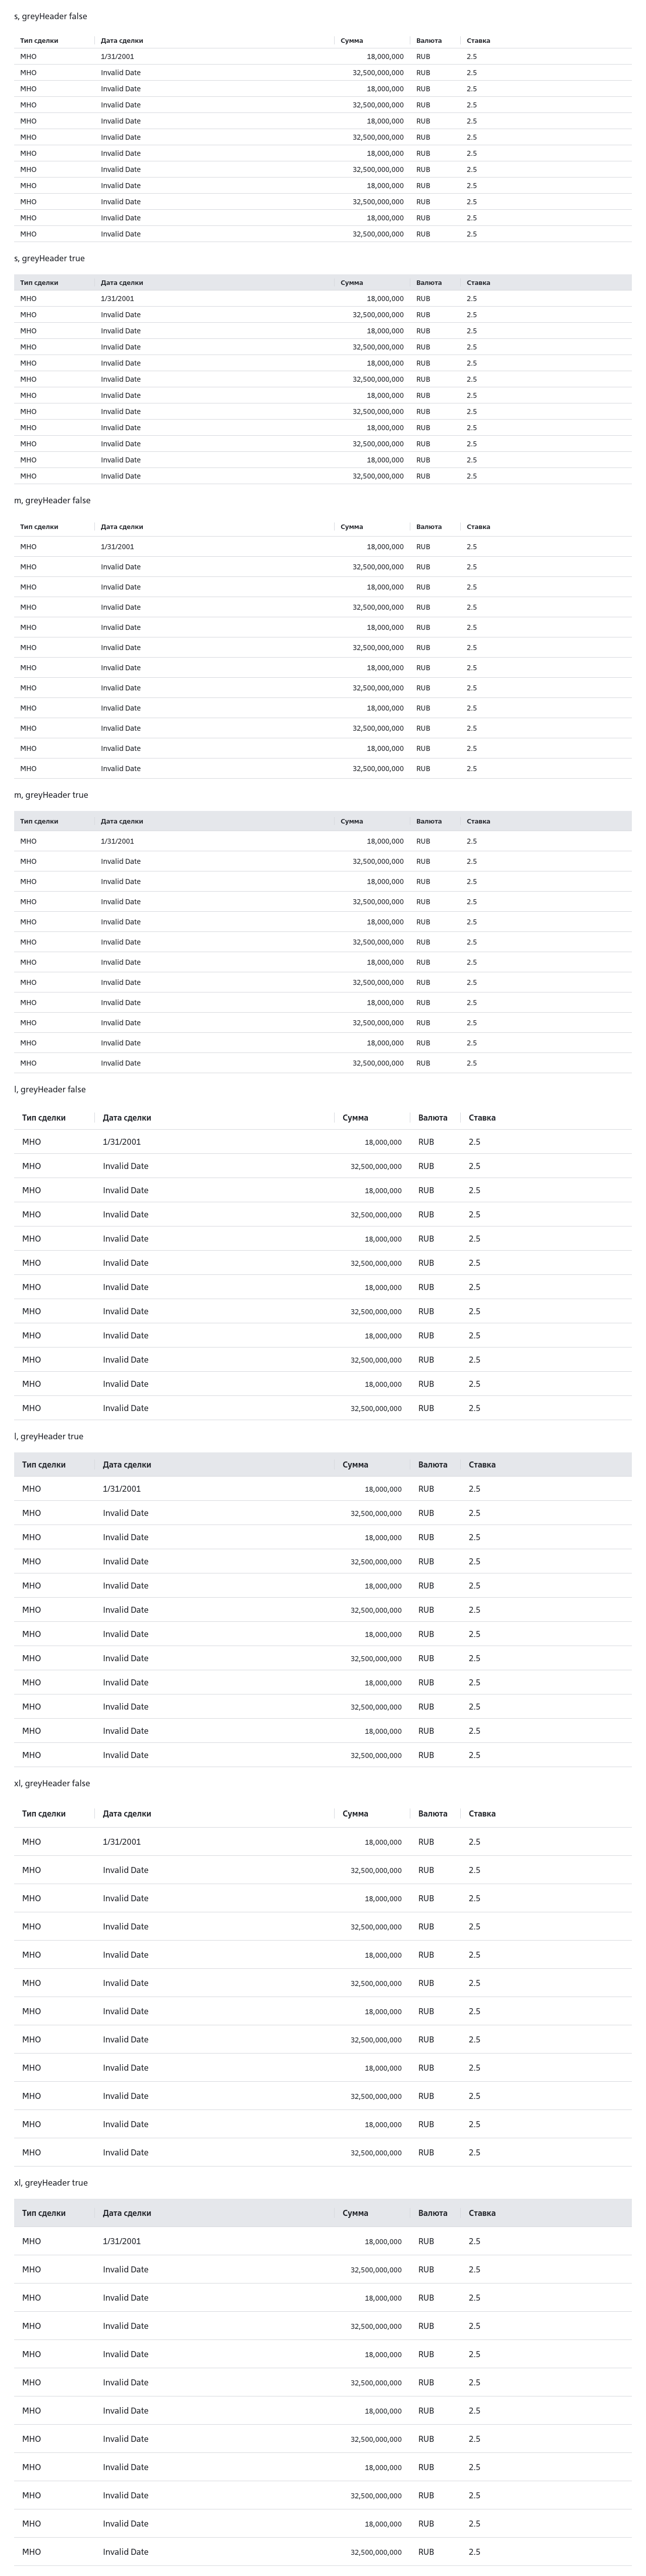 s, greyHeader false
Тип сделки Дата сделки Сумма Валюта Ставка
МНО 1/31/2001 18,000,000 RUB 2.5
МНО Invalid Date 32,500,000,000 RUB 2.5
МНО Invalid Date 18,000,000 RUB 2.5
МНО Invalid Date 32,500,000,000 RUB 2.5
МНО Invalid Date 18,000,000 RUB 2.5
МНО Invalid Date 32,500,000,000 RUB 2.5
МНО Invalid Date 18,000,000 RUB 2.5
МНО Invalid Date 32,500,000,000 RUB 2.5
МНО Invalid Date 18,000,000 RUB 2.5
МНО Invalid Date 32,500,000,000 RUB 2.5
МНО Invalid Date 18,000,000 RUB 2.5
МНО Invalid Date 32,500,000,000 RUB 2.5
s, greyHeader true
Тип сделки Дата сделки Сумма Валюта Ставка
МНО 1/31/2001 18,000,000 RUB 2.5
МНО Invalid Date 32,500,000,000 RUB 2.5
МНО Invalid Date 18,000,000 RUB 2.5
МНО Invalid Date 32,500,000,000 RUB 2.5
МНО Invalid Date 18,000,000 RUB 2.5
МНО Invalid Date 32,500,000,000 RUB 2.5
МНО Invalid Date 18,000,000 RUB 2.5
МНО Invalid Date 32,500,000,000 RUB 2.5
МНО Invalid Date 18,000,000 RUB 2.5
МНО Invalid Date 32,500,000,000 RUB 2.5
МНО Invalid Date 18,000,000 RUB 2.5
МНО Invalid Date 32,500,000,000 RUB 2.5
m, greyHeader false
Тип сделки Дата сделки Сумма Валюта Ставка
МНО 1/31/2001 18,000,000 RUB 2.5
МНО Invalid Date 32,500,000,000 RUB 2.5
МНО Invalid Date 18,000,000 RUB 2.5
МНО Invalid Date 32,500,000,000 RUB 2.5
МНО Invalid Date 18,000,000 RUB 2.5
МНО Invalid Date 32,500,000,000 RUB 2.5
МНО Invalid Date 18,000,000 RUB 2.5
МНО Invalid Date 32,500,000,000 RUB 2.5
МНО Invalid Date 18,000,000 RUB 2.5
МНО Invalid Date 32,500,000,000 RUB 2.5
МНО Invalid Date 18,000,000 RUB 2.5
МНО Invalid Date 32,500,000,000 RUB 2.5
m, greyHeader true
Тип сделки Дата сделки Сумма Валюта Ставка
МНО 1/31/2001 18,000,000 RUB 2.5
МНО Invalid Date 32,500,000,000 RUB 2.5
МНО Invalid Date 18,000,000 RUB 2.5
МНО Invalid Date 32,500,000,000 RUB 2.5
МНО Invalid Date 18,000,000 RUB 2.5
МНО Invalid Date 32,500,000,000 RUB 2.5
МНО Invalid Date 18,000,000 RUB 2.5
МНО Invalid Date 32,500,000,000 RUB 2.5
МНО Invalid Date 18,000,000 RUB 2.5
МНО Invalid Date 32,500,000,000 RUB 2.5
МНО Invalid Date 18,000,000 RUB 2.5
МНО Invalid Date 32,500,000,000 RUB 2.5
l, greyHeader false
Тип сделки Дата сделки Сумма Валюта Ставка
МНО 1/31/2001 18,000,000 RUB 2.5
МНО Invalid Date 32,500,000,000 RUB 2.5
МНО Invalid Date 18,000,000 RUB 2.5
МНО Invalid Date 32,500,000,000 RUB 2.5
МНО Invalid Date 18,000,000 RUB 2.5
МНО Invalid Date 32,500,000,000 RUB 2.5
МНО Invalid Date 18,000,000 RUB 2.5
МНО Invalid Date 32,500,000,000 RUB 2.5
МНО Invalid Date 18,000,000 RUB 2.5
МНО Invalid Date 32,500,000,000 RUB 2.5
МНО Invalid Date 18,000,000 RUB 2.5
МНО Invalid Date 32,500,000,000 RUB 2.5
l, greyHeader true
Тип сделки Дата сделки Сумма Валюта Ставка
МНО 1/31/2001 18,000,000 RUB 2.5
МНО Invalid Date 32,500,000,000 RUB 2.5
МНО Invalid Date 18,000,000 RUB 2.5
МНО Invalid Date 32,500,000,000 RUB 2.5
МНО Invalid Date 18,000,000 RUB 2.5
МНО Invalid Date 32,500,000,000 RUB 2.5
МНО Invalid Date 18,000,000 RUB 2.5
МНО Invalid Date 32,500,000,000 RUB 2.5
МНО Invalid Date 18,000,000 RUB 2.5
МНО Invalid Date 32,500,000,000 RUB 2.5
МНО Invalid Date 18,000,000 RUB 2.5
МНО Invalid Date 32,500,000,000 RUB 2.5
xl, greyHeader false
Тип сделки Дата сделки Сумма Валюта Ставка
МНО 1/31/2001 18,000,000 RUB 2.5
МНО Invalid Date 32,500,000,000 RUB 2.5
МНО Invalid Date 18,000,000 RUB 2.5
МНО Invalid Date 32,500,000,000 RUB 2.5
МНО Invalid Date 18,000,000 RUB 2.5
МНО Invalid Date 32,500,000,000 RUB 2.5
МНО Invalid Date 18,000,000 RUB 2.5
МНО Invalid Date 32,500,000,000 RUB 2.5
МНО Invalid Date 18,000,000 RUB 2.5
МНО Invalid Date 32,500,000,000 RUB 2.5
МНО Invalid Date 18,000,000 RUB 2.5
МНО Invalid Date 32,500,000,000 RUB 2.5
xl, greyHeader true
Тип сделки Дата сделки Сумма Валюта Ставка
МНО 1/31/2001 18,000,000 RUB 2.5
МНО Invalid Date 32,500,000,000 RUB 2.5
МНО Invalid Date 18,000,000 RUB 2.5
МНО Invalid Date 32,500,000,000 RUB 2.5
МНО Invalid Date 18,000,000 RUB 2.5
МНО Invalid Date 32,500,000,000 RUB 2.5
МНО Invalid Date 18,000,000 RUB 2.5
МНО Invalid Date 32,500,000,000 RUB 2.5
МНО Invalid Date 18,000,000 RUB 2.5
МНО Invalid Date 32,500,000,000 RUB 2.5
МНО Invalid Date 18,000,000 RUB 2.5
МНО Invalid Date 32,500,000,000 RUB 2.5